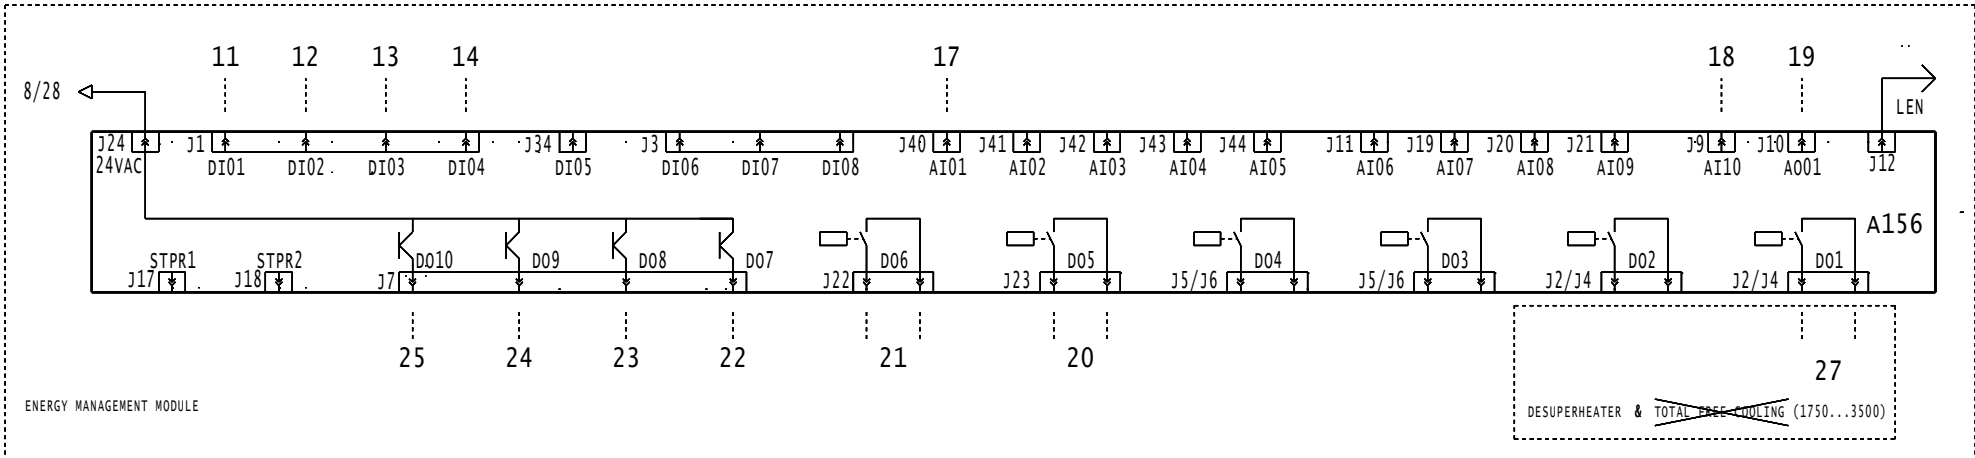 11 12 13 14 17 18 19
8/28 LEN
J24 J1 J34 J3 J40 J41 J42 J43 J44 J11 J19 J20 J21 J9 J10
24VAC DI01 DI02 DI03 DI04 DI05 DI06 DI07 DI08 AI01 AI02 AI03 AI04 AI05 AI06 AI07 AI08 AI09 AI10 AO01 J12
A156
STPR1 STPR2 DO10 DO9 DO8 DO7 DO6 DO5 DO4 DO3 DO2 DO1
J17 J18 J7 J22 J23 J5/J6 J5/J6 J2/J4 J2/J4
25 24 23 22 21 20
27
ENERGY MANAGEMENT MODULE
DESUPERHEATER & TOTAL FREE COOLING (1750...3500)